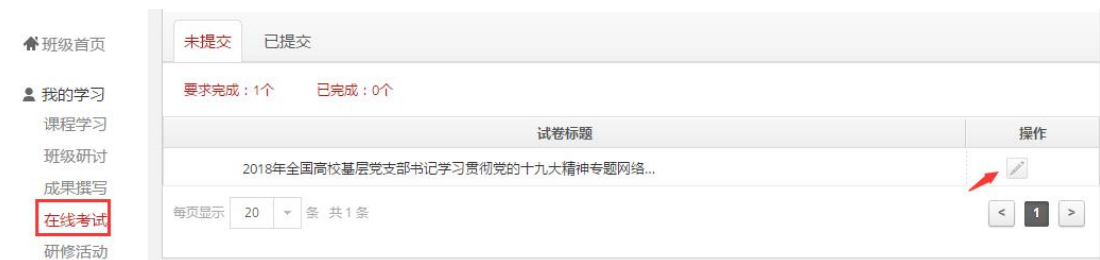 班级首页
我的学习
课程学习
班级研讨
成果撰写
在线考试
研修活动
未提交 已提交
要求完成：1个 已完成：0个
试卷标题 操作
2018年全国高校基层党支部书记学习贯彻党的十九大精神专题网络...
每页显示 20 条 共1条 < 1 >